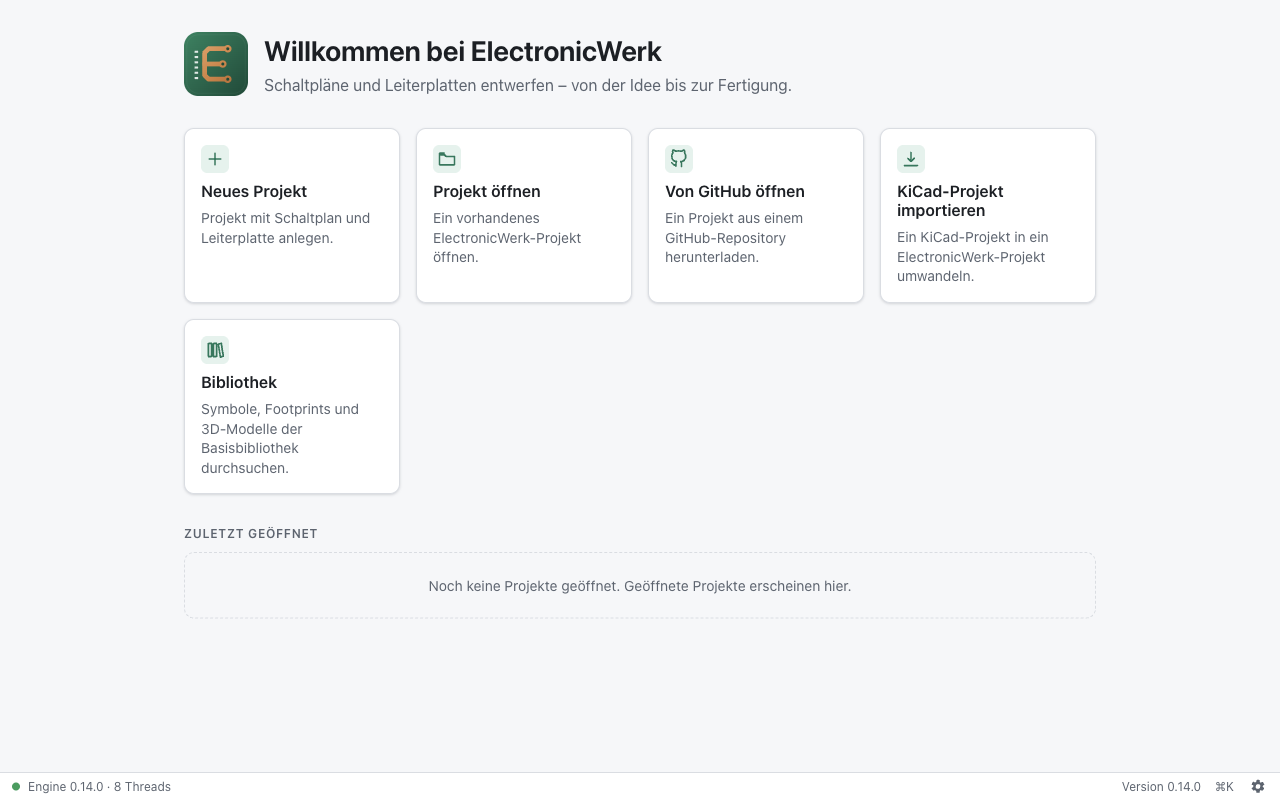 Willkommen bei ElectronicWerk
Schaltpläne und Leiterplatten entwerfen – von der Idee bis zur Fertigung.
Neues Projekt
Projekt mit Schaltplan und
Leiterplatte anlegen.
Projekt öffnen
Ein vorhandenes
ElectronicWerk-Projekt
öffnen.
Von GitHub öffnen
Ein Projekt aus einem
GitHub-Repository
herunterladen.
KiCad-Projekt
importieren
Ein KiCad-Projekt in ein
ElectronicWerk-Projekt
umwandeln.
Bibliothek
Symbole, Footprints und
3D-Modelle der
Basisbibliothek
durchsuchen.
ZULETZT GEÖFFNET
Noch keine Projekte geöffnet. Geöffnete Projekte erscheinen hier.
Engine 0.14.0 · 8 Threads
Version 0.14.0 ⌘K